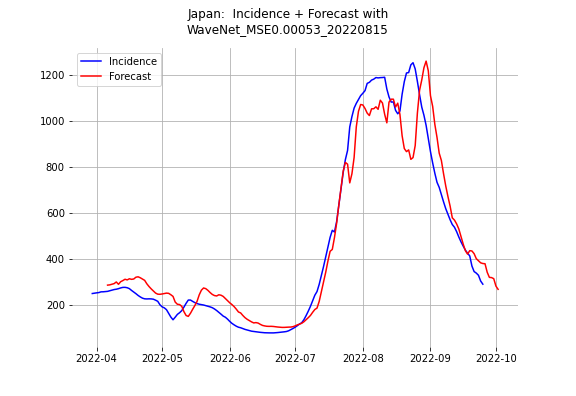 Japan:  Incidence + Forecast with
WaveNet_MSE0.00053_20220815
Incidence
Forecast
1200
1000
800
600
400
200
2022-04 2022-05 2022-06 2022-07 2022-08 2022-09 2022-10